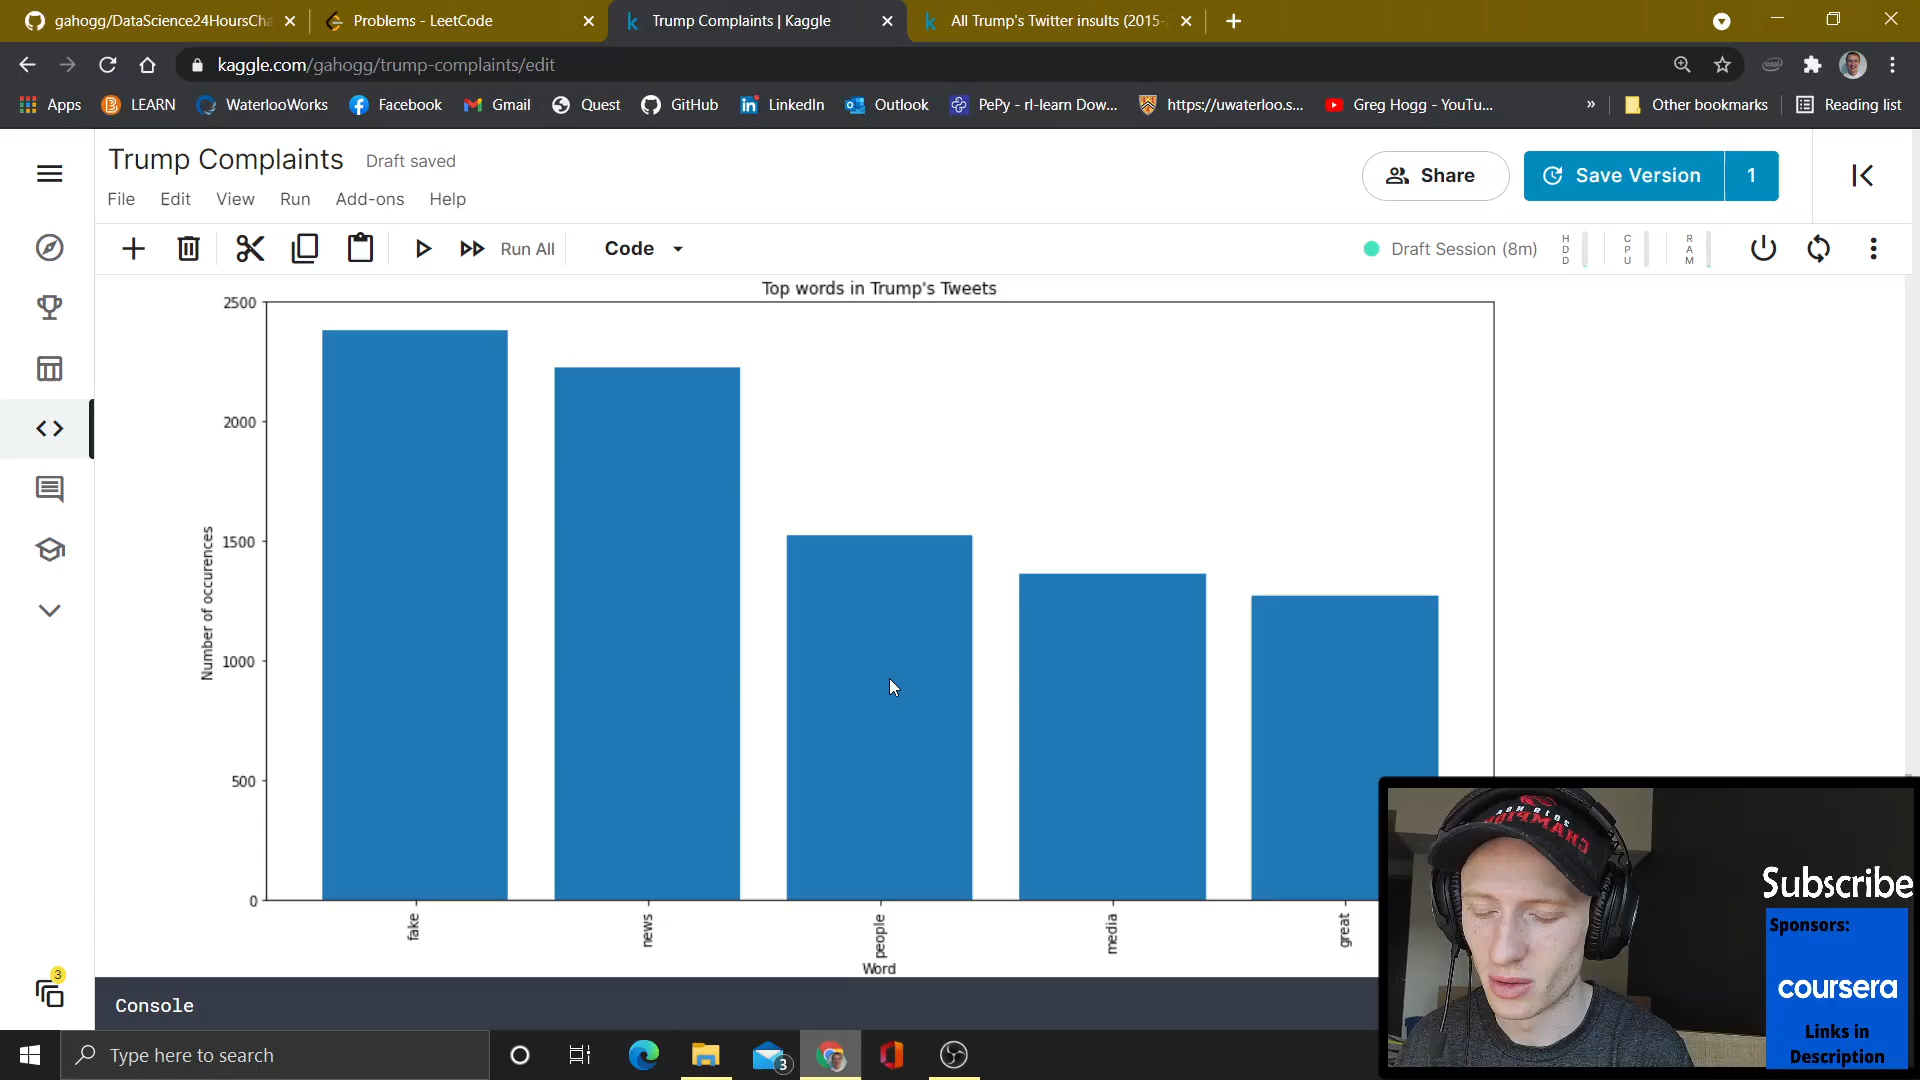 gahogg/DataScience24HoursCha
Problems - LeetCode
Trump Complaints | Kaggle
All Trump's Twitter insults (2015-
kaggle.com/gahogg/trump-complaints/edit
Apps
LEARN
WaterlooWorks
Facebook
Gmail
Quest
GitHub
LinkedIn
Outlook
PePy - rl-learn Dow...
https://uwaterloo.s...
Greg Hogg - YouTu...
»
Other bookmarks
Reading list
Trump Complaints
Draft saved
Share
Save Version
1
File
Edit
View
Run
Add-ons
Help
Run All
Code
Draft Session (8m)
HDD
CPU
RAM
Top words in Trump's Tweets
2500
2000
1500
1000
500
0
Number of occurences
fake
news
people
media
great
Word
3
Console
CHAMPIONS
Subscribe
Sponsors:
coursera
Links in
Description
Type here to search
3